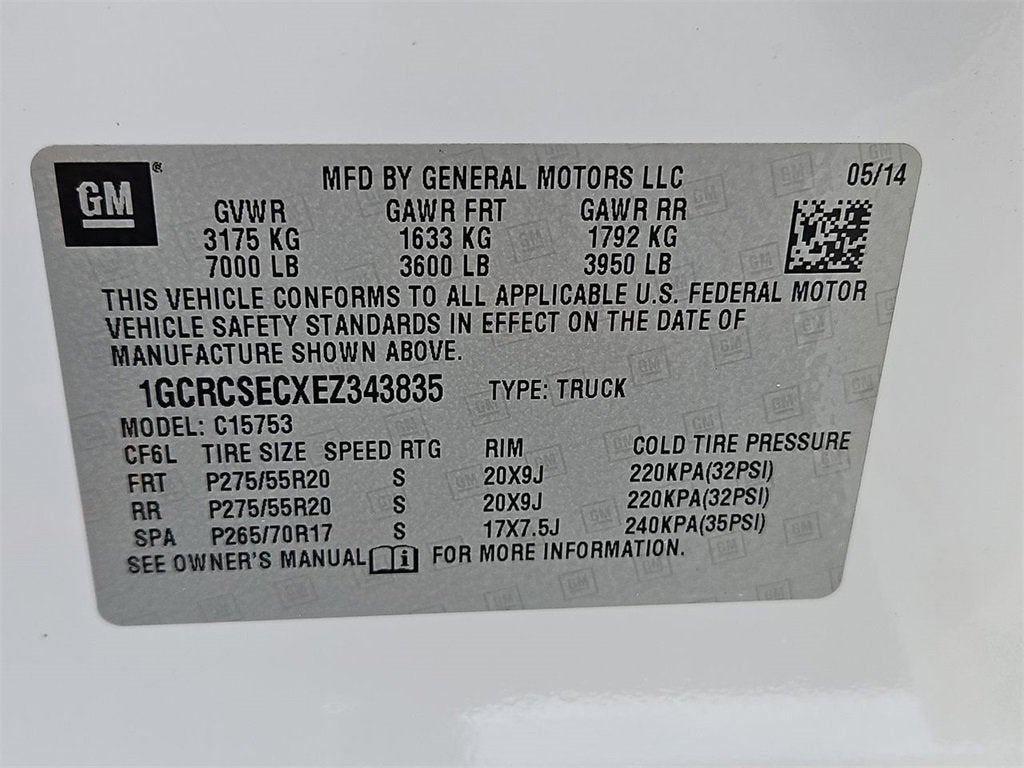 GM
MFD BY GENERAL MOTORS LLC 05/14
GVWR GAWR FRT GAWR RR
3175 KG 1633 KG 1792 KG
7000 LB 3600 LB 3950 LB
THIS VEHICLE CONFORMS TO ALL APPLICABLE U.S. FEDERAL MOTOR
VEHICLE SAFETY STANDARDS IN EFFECT ON THE DATE OF
MANUFACTURE SHOWN ABOVE.
1GCRCSECXEZ343835 TYPE: TRUCK
MODEL: C15753
CF6L TIRE SIZE SPEED RTG RIM COLD TIRE PRESSURE
FRT P275/55R20 S 20X9J 220KPA(32PSI)
RR P275/55R20 S 20X9J 220KPA(32PSI)
SPA P265/70R17 S 17X7.5J 240KPA(35PSI)
SEE OWNER'S MANUAL i FOR MORE INFORMATION.